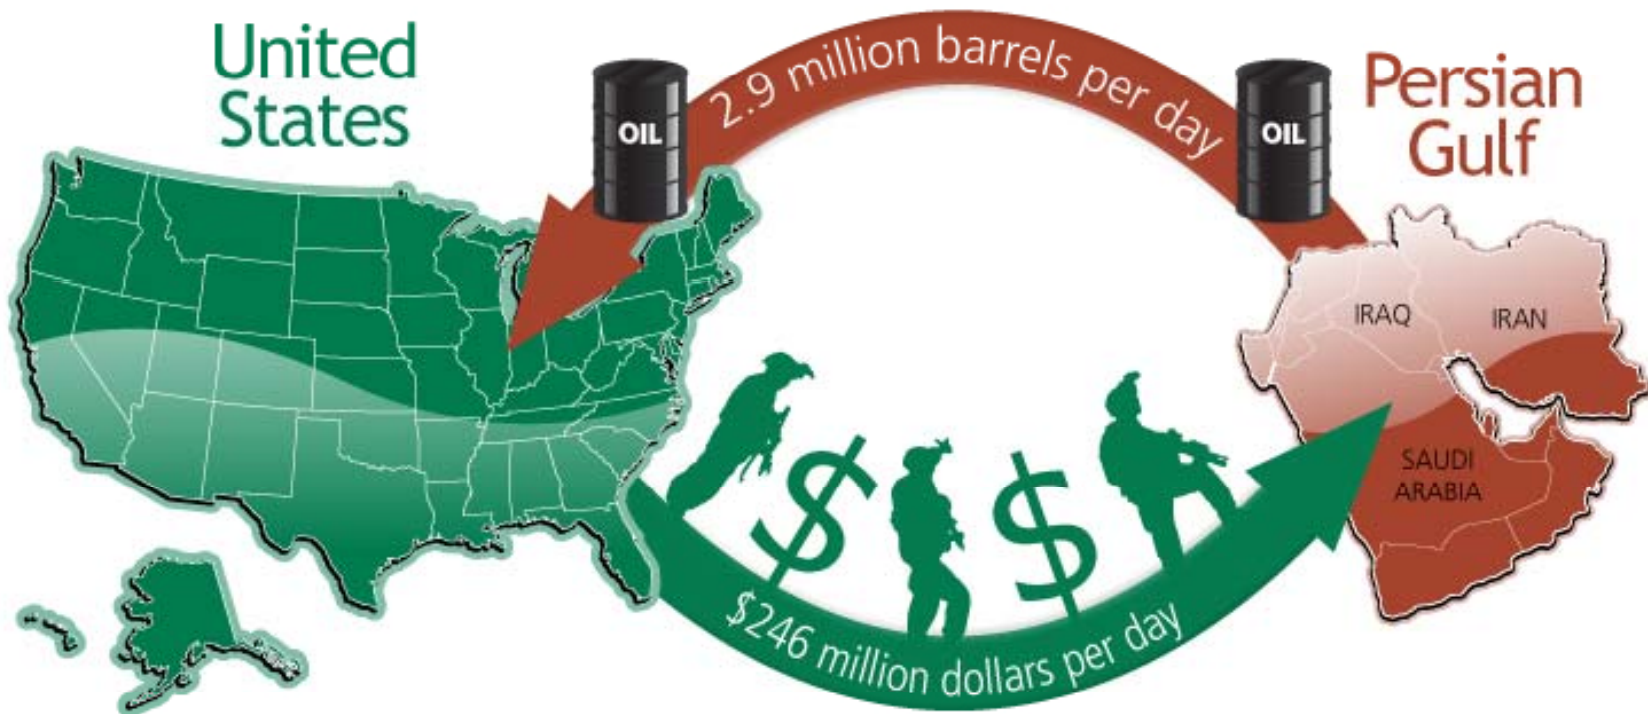 United
States
OIL
2.9 million barrels per day
OIL
Persian
Gulf
IRAQ
IRAN
SAUDI
ARABIA
$ $
$246 million dollars per day